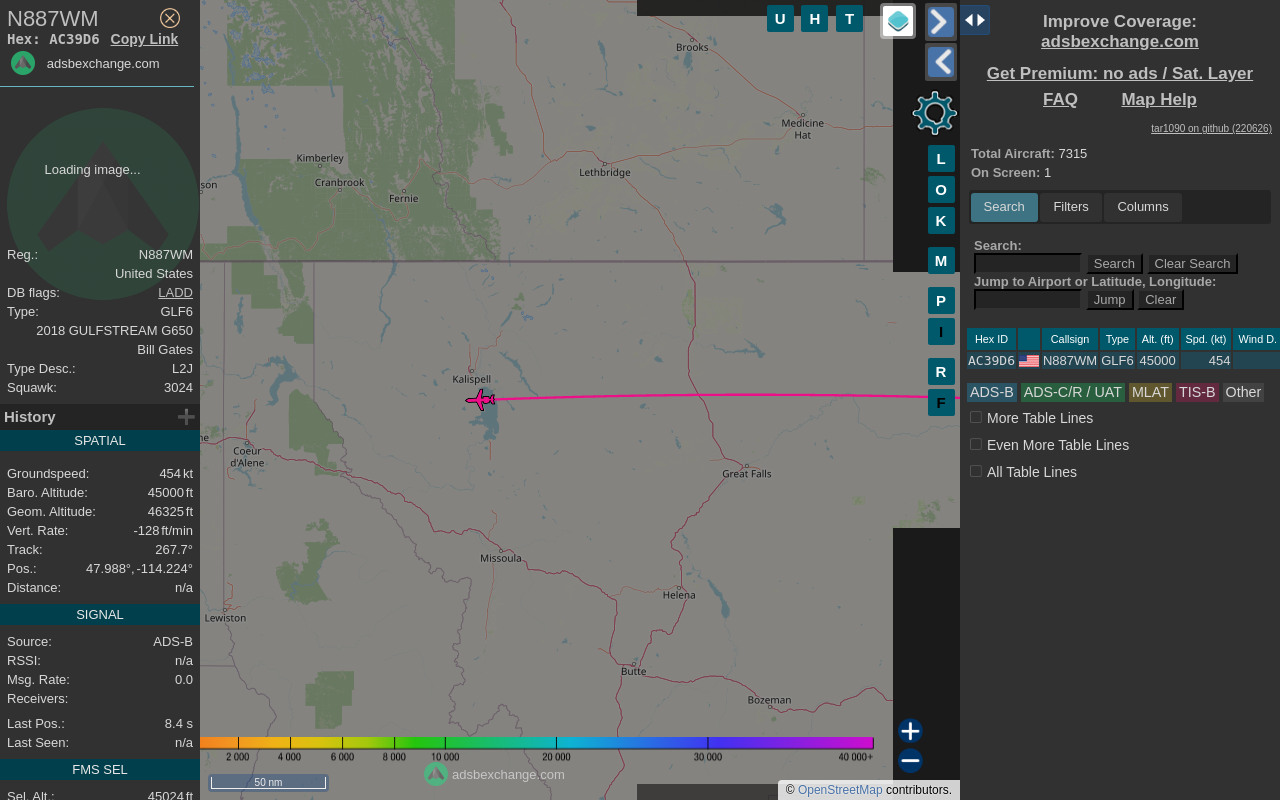 N887WM
Hex: AC39D6 Copy Link
adsbexchange.com
Loading image...
Reg.: N887WM
United States
DB flags: LADD
Type: GLF6
2018 GULFSTREAM G650
Bill Gates
Type Desc.: L2J
Squawk: 3024
History
SPATIAL
Groundspeed: 454 kt
Baro. Altitude: 45000 ft
Geom. Altitude: 46325 ft
Vert. Rate: -128 ft/min
Track: 267.7°
Pos.: 47.988°, -114.224°
Distance: n/a
SIGNAL
Source: ADS-B
RSSI: n/a
Msg. Rate: 0.0
Receivers:
Last Pos.: 8.4 s
Last Seen: n/a
FMS SEL
Sel. Alt.: 45024 ft
U H T
L
O
K
M
P
I
R
F
Brooks
Medicine
Hat
Kimberley
Cranbrook
Fernie
Lethbridge
son
Kalispell
ne
Coeur
d'Alene
Great Falls
Missoula
Helena
Lewiston
Butte
Bozeman
2 000 4 000 6 000 8 000 10 000 20 000 30 000 40 000+
adsbexchange.com
50 nm
© OpenStreetMap contributors.
Improve Coverage:
adsbexchange.com
Get Premium: no ads / Sat. Layer
FAQ Map Help
tar1090 on github (220626)
Total Aircraft: 7315
On Screen: 1
Search Filters Columns
Search:
Search Clear Search
Jump to Airport or Latitude, Longitude:
Jump Clear
Hex ID Callsign Type Alt. (ft) Spd. (kt) Wind D.
AC39D6 N887WM GLF6 45000 454
ADS-B ADS-C/R / UAT MLAT TIS-B Other
More Table Lines
Even More Table Lines
All Table Lines